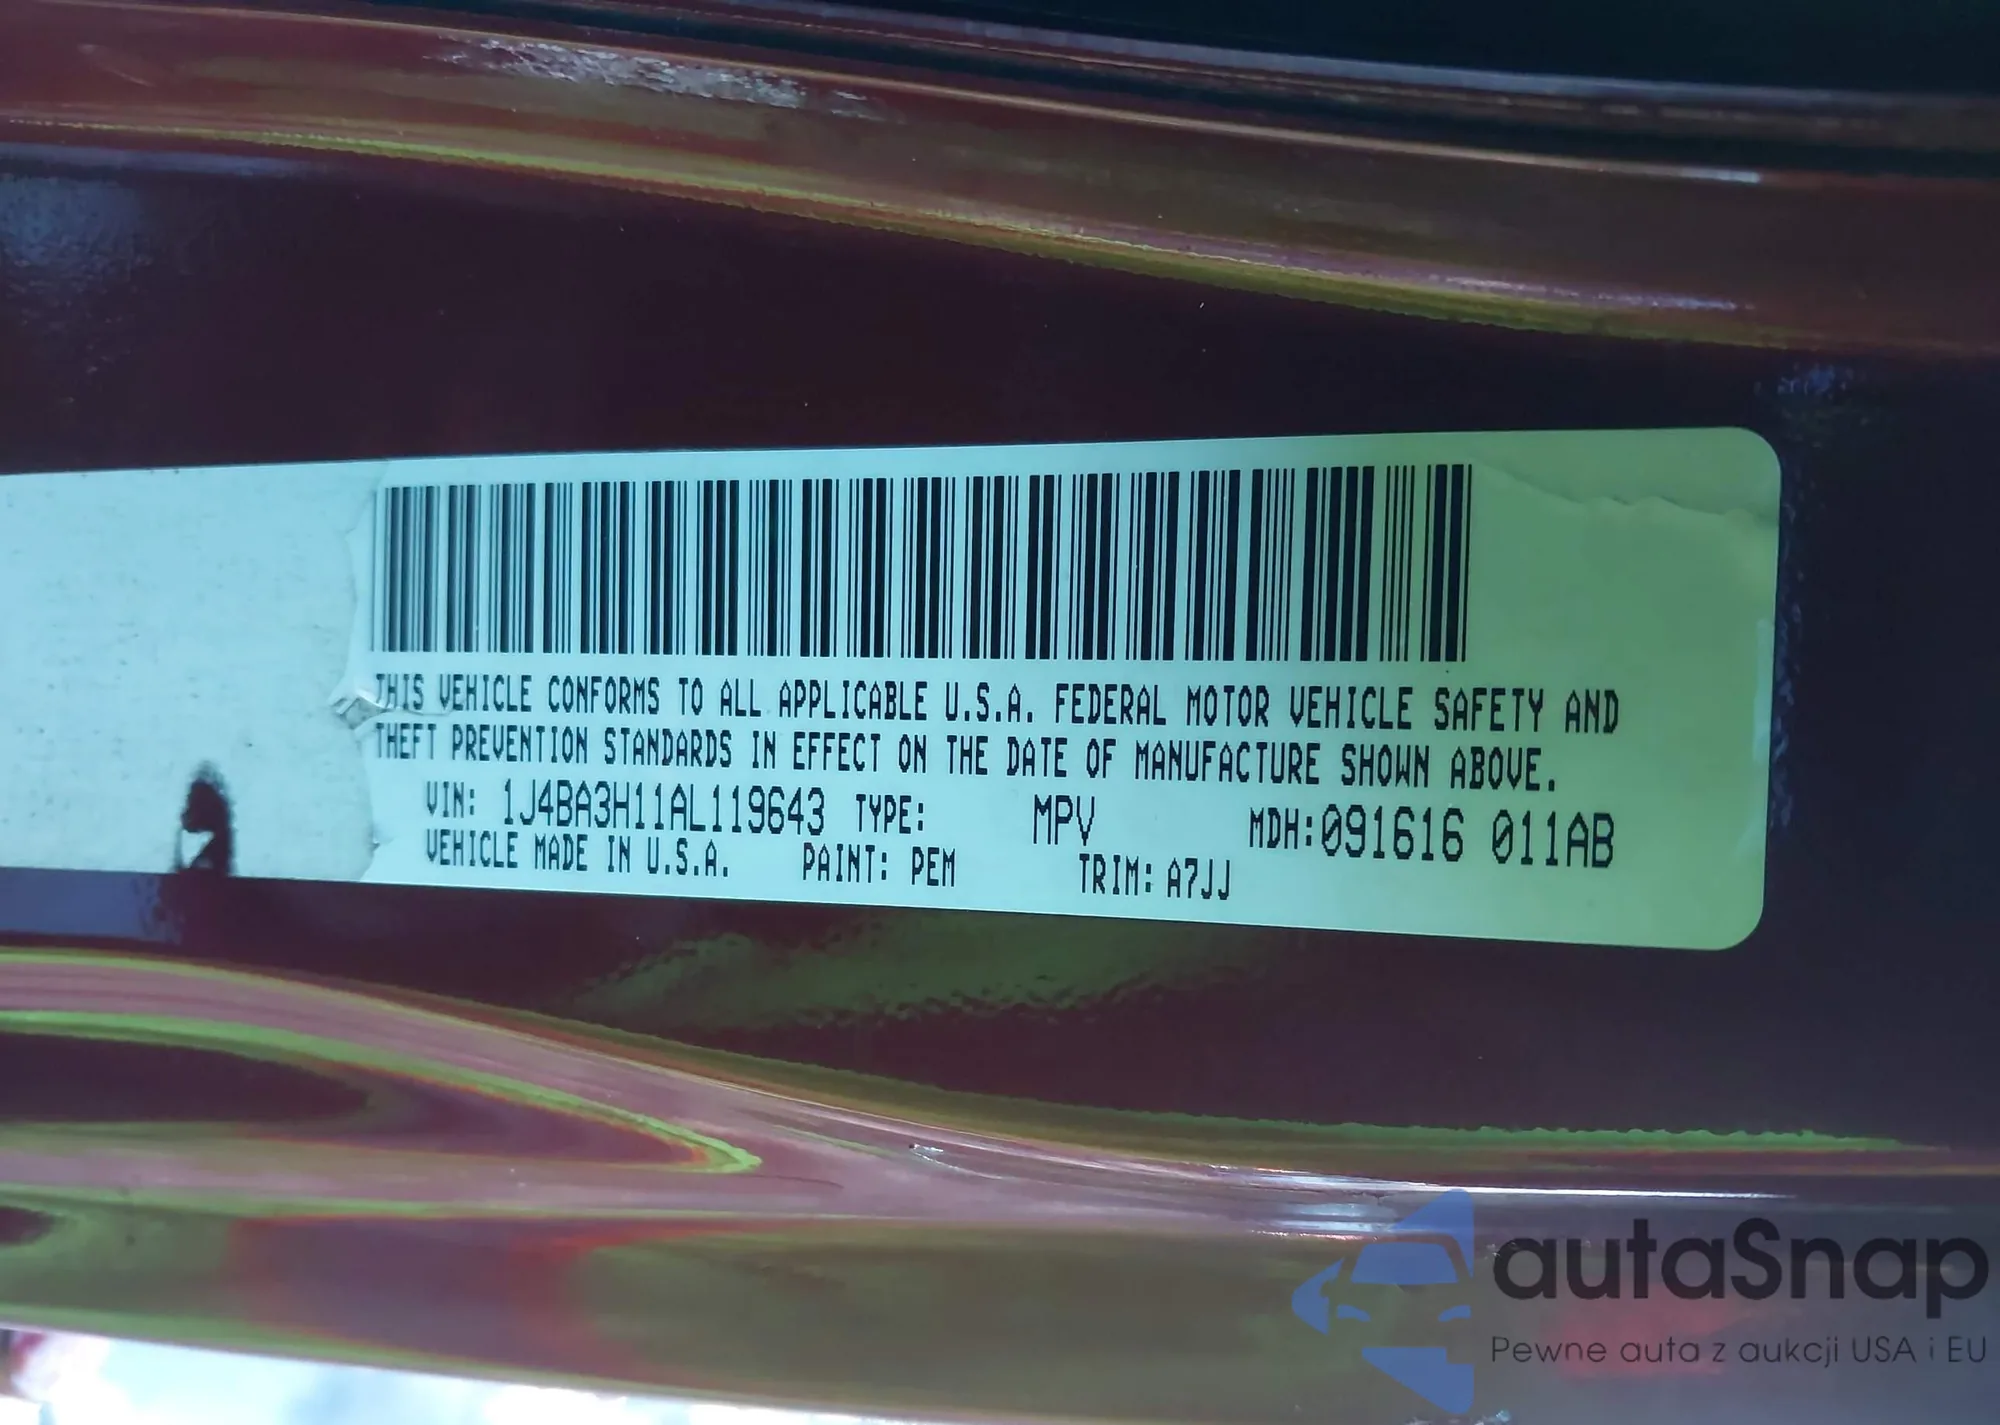 THIS VEHICLE CONFORMS TO ALL APPLICABLE U.S.A. FEDERAL MOTOR VEHICLE SAFETY AND
THEFT PREVENTION STANDARDS IN EFFECT ON THE DATE OF MANUFACTURE SHOWN ABOVE.
VIN: 1J4BA3H11AL119643 TYPE: MPV MDH:091616 011AB
VEHICLE MADE IN U.S.A. PAINT: PEM TRIM: A7JJ
autaSnap
Pewne auta z aukcji USA i EU